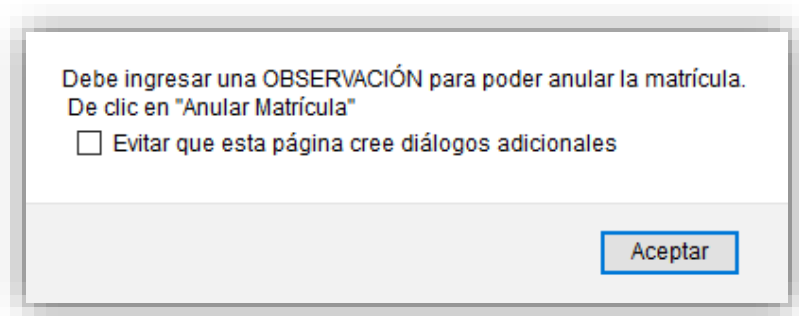 Debe ingresar una OBSERVACIÓN para poder anular la matrícula.
De clic en "Anular Matrícula"
Evitar que esta página cree diálogos adicionales
Aceptar